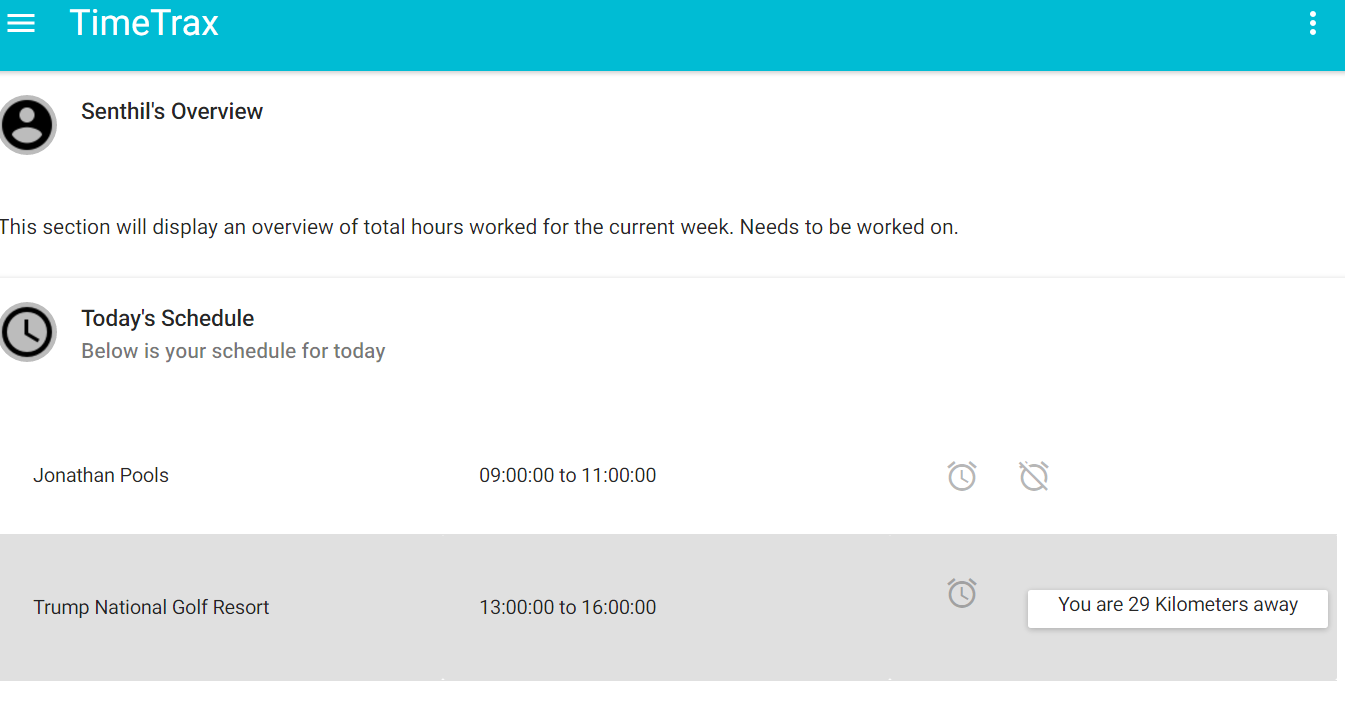 TimeTrax
Senthil's Overview
This section will display an overview of total hours worked for the current week. Needs to be worked on.
Today's Schedule
Below is your schedule for today
Jonathan Pools 09:00:00 to 11:00:00
Trump National Golf Resort 13:00:00 to 16:00:00 You are 29 Kilometers away